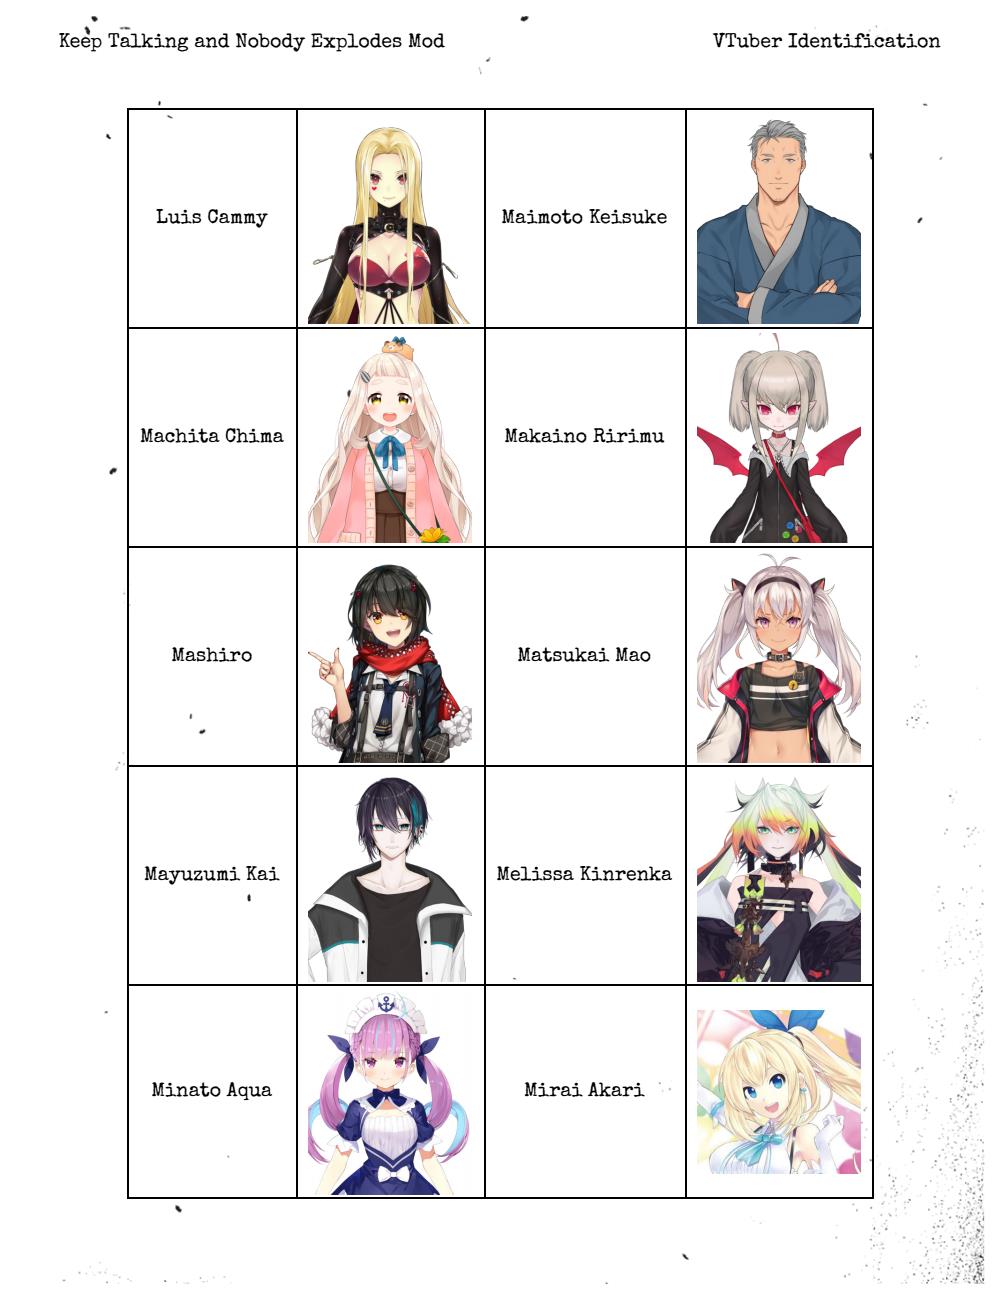 Keep Talking and Nobody Explodes Mod
VTuber Identification
Luis Cammy
Maimoto Keisuke
Machita Chima
Makaino Ririmu
Mashiro
Matsukai Mao
Mayuzumi Kai
Melissa Kinrenka
Minato Aqua
Mirai Akari